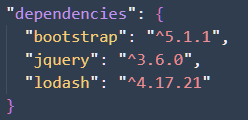 "dependencies": {
"bootstrap": "^5.1.1",
"jquery": "^3.6.0",
"lodash": "^4.17.21"
}